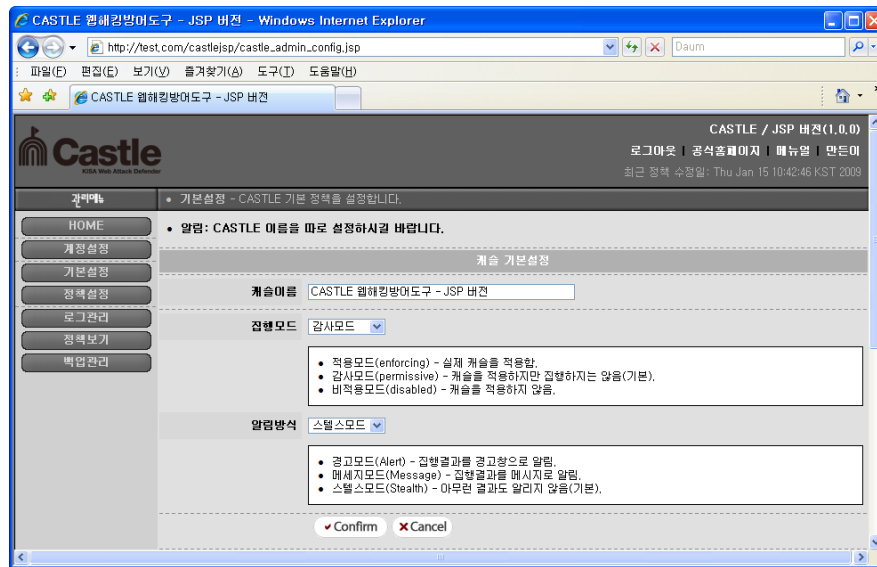 CASTLE 웹해킹방어도구 - JSP 버전 - Windows Internet Explorer
http://test.com/castlejsp/castle_admin_config.jsp
Daum
파일(F) 편집(E) 보기(V) 즐겨찾기(A) 도구(T) 도움말(H)
CASTLE 웹해킹방어도구 - JSP 버전
Castle
KISA Web Attack Defender
CASTLE / JSP 버전(1.0.0)
로그아웃 | 공식홈페이지 | 메뉴얼 | 만든이
최근 정책 수정일: Thu Jan 15 10:42:46 KST 2009
관리메뉴
• 기본설정 - CASTLE 기본 정책을 설정합니다.
HOME
계정설정
기본설정
정책설정
로그관리
정책보기
백업관리
• 알림: CASTLE 이름을 따로 설정하시길 바랍니다.
캐슬 기본설정
캐슬이름 CASTLE 웹해킹방어도구 - JSP 버전
집행모드 감사모드
• 적용모드(enforcing) - 실제 캐슬을 적용함.
• 감사모드(permissive) - 캐슬을 적용하지만 집행하지는 않음(기본).
• 비적용모드(disabled) - 캐슬을 적용하지 않음.
알림방식 스텔스모드
• 경고모드(Alert) - 집행결과를 경고창으로 알림.
• 메세지모드(Message) - 집행결과를 메시지로 알림.
• 스텔스모드(Stealth) - 아무런 결과도 알리지 않음(기본).
Confirm Cancel